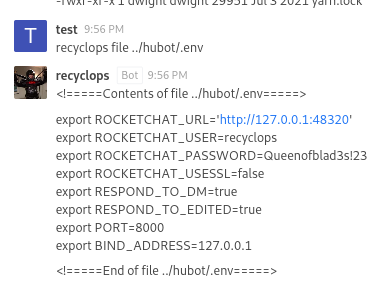 -rwxr-xr-x 1 dwight dwight 29951 Jul 3 2021 yarn.lock
T
test 9:56 PM
recyclops file ../hubot/.env
recyclops Bot 9:56 PM
<!=====Contents of file ../hubot/.env=====>
export ROCKETCHAT_URL='http://127.0.0.1:48320'
export ROCKETCHAT_USER=recyclops
export ROCKETCHAT_PASSWORD=Queenofblad3s!23
export ROCKETCHAT_USESSL=false
export RESPOND_TO_DM=true
export RESPOND_TO_EDITED=true
export PORT=8000
export BIND_ADDRESS=127.0.0.1
<!=====End of file ../hubot/.env=====>